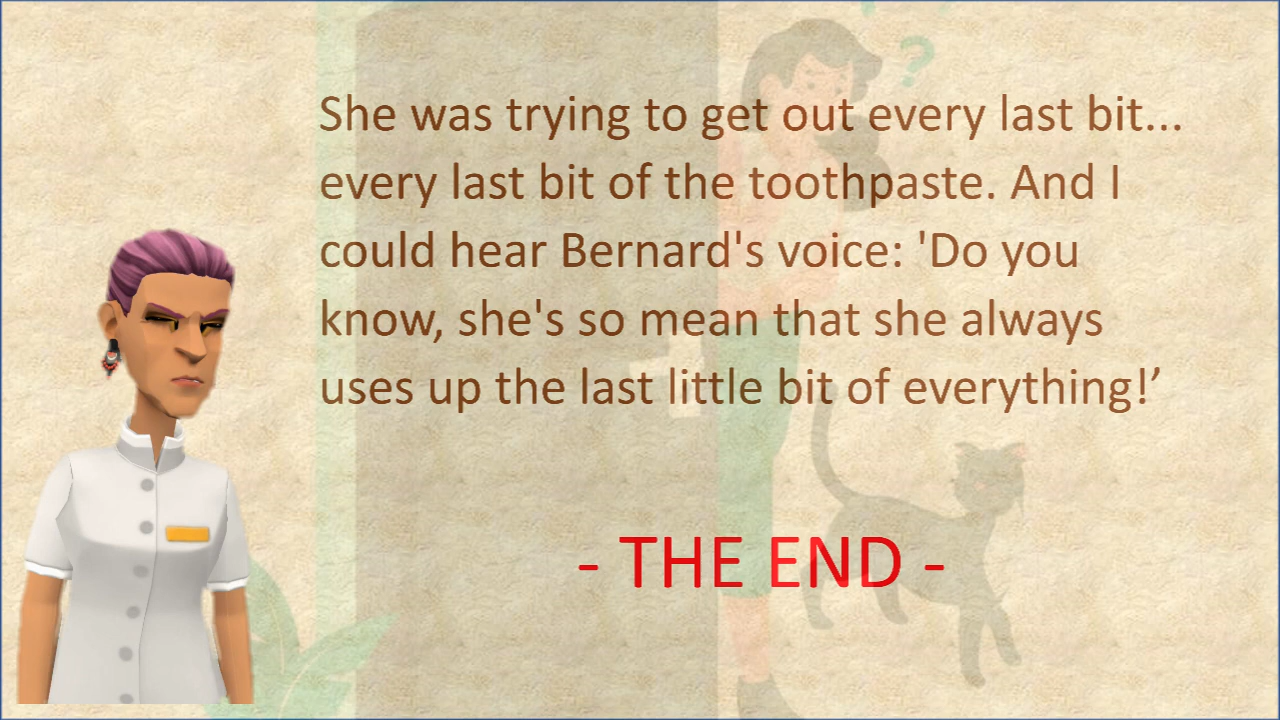 She was trying to get out every last bit...
every last bit of the toothpaste. And I
could hear Bernard's voice: 'Do you
know, she's so mean that she always
uses up the last little bit of everything!’
- THE END -